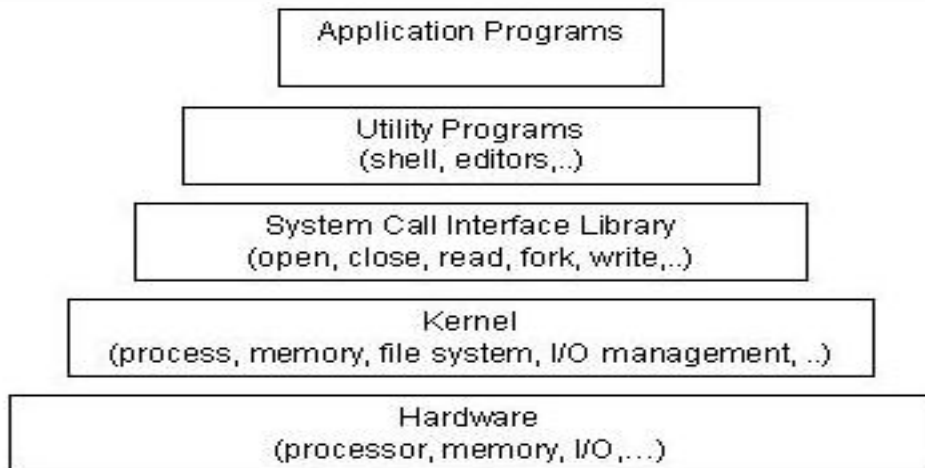 Application Programs
Utility Programs
(shell, editors,..)
System Call Interface Library
(open, close, read, fork, write,..)
Kernel
(process, memory, file system, I/O management, ..)
Hardware
(processor, memory, I/O,...)